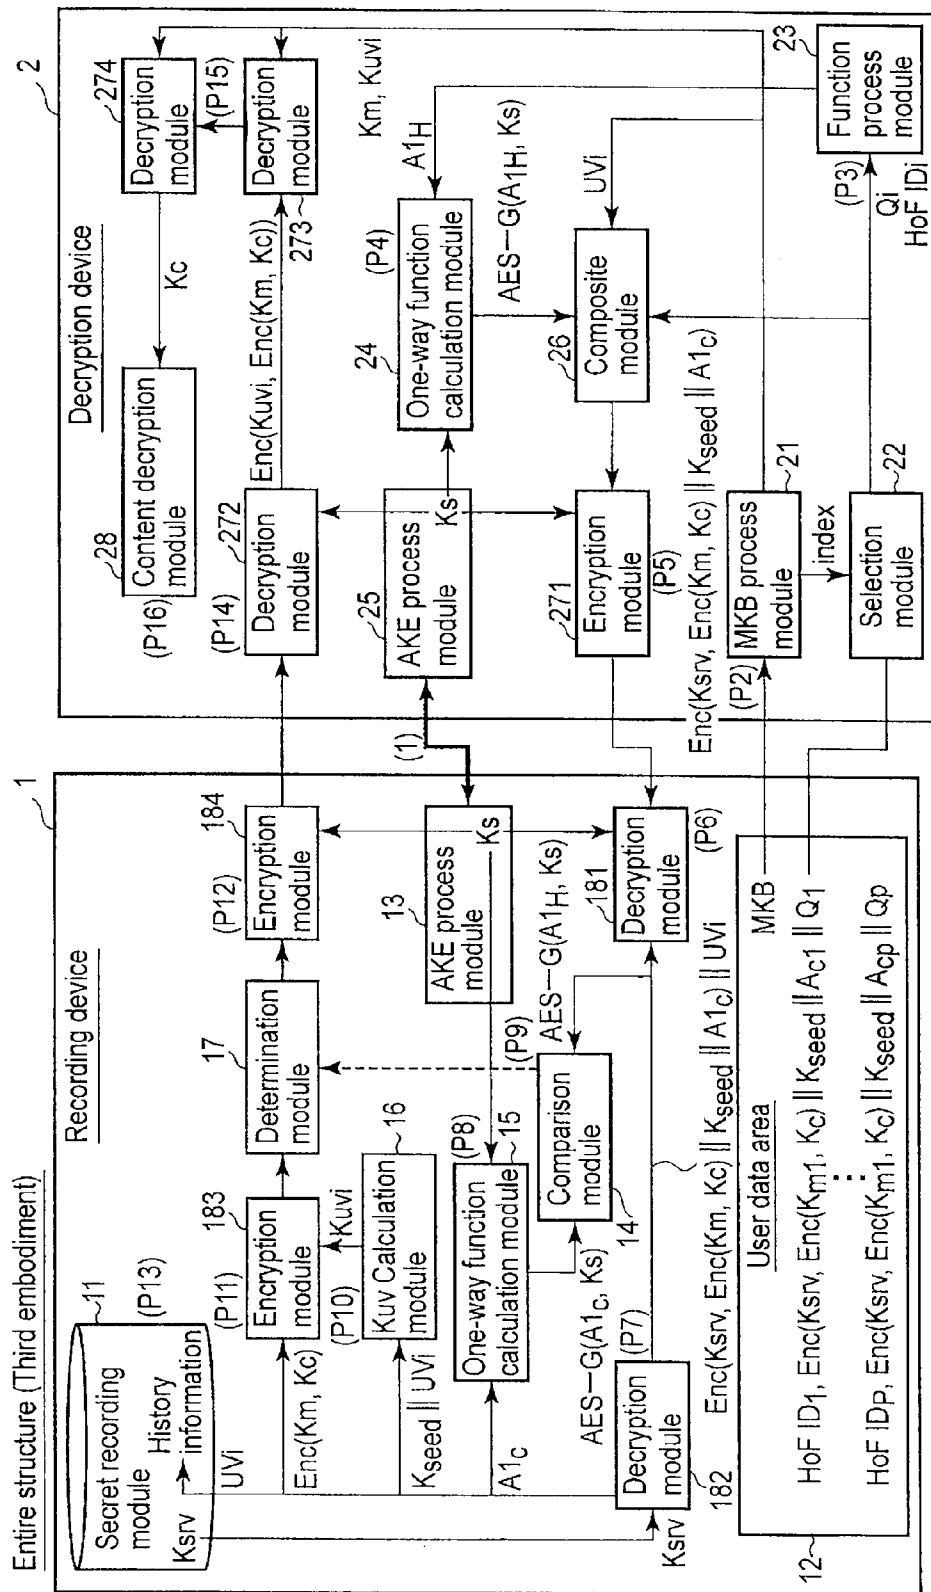 Entire structure (Third embodiment)
1
Recording device
11
(P13)
Secret recording
module
History
information
Ksrv
UVi
(P11)
183
Encryption
module
Enc(Km, Kc)
Kuvi
(P10)
16
Kuv Calculation
module
Kseed || UVi
17
Determination
module
(P12)
184
Encryption
module
13
AKE process
module
Ks
(P8)
15
One-way function
calculation module
A1c
(P9)
Comparison
module
14
AES—G(A1H, Ks)
AES—G(A1c, Ks)
181
Decryption
module
(P6)
(P7)
Decryption
module
182
Ksrv
Enc(Ksrv, Enc(Km, Kc) || Kseed || A1c) || UVi
12
User data area
MKB
HoF ID1, Enc(Ksrv, Enc(Km1, Kc) || Kseed || Ac1 || Q1
⋮
HoF IDP, Enc(Ksrv, Enc(Km1, Kc) || Kseed || Acp || Qp
(1)
2
Decryption device
28
Content decryption
module
(P16)
Kc
274
Decryption
module
(P15)
Decryption
module
273
(P14)
272
Decryption
module
Enc(Kuvi, Enc(Km, Kc))
Km, Kuvi
25
AKE process
module
Ks
24
(P4)
One-way function
calculation module
A1H
AES—G(A1H, Ks)
UVi
26
Composite
module
271
Encryption
module
(P5)
Enc(Ksrv, Enc(Km, Kc) || Kseed || A1c)
(P2)
21
MKB process
module
index
22
Selection
module
(P3)
Qi
HoF IDi
23
Function
process
module